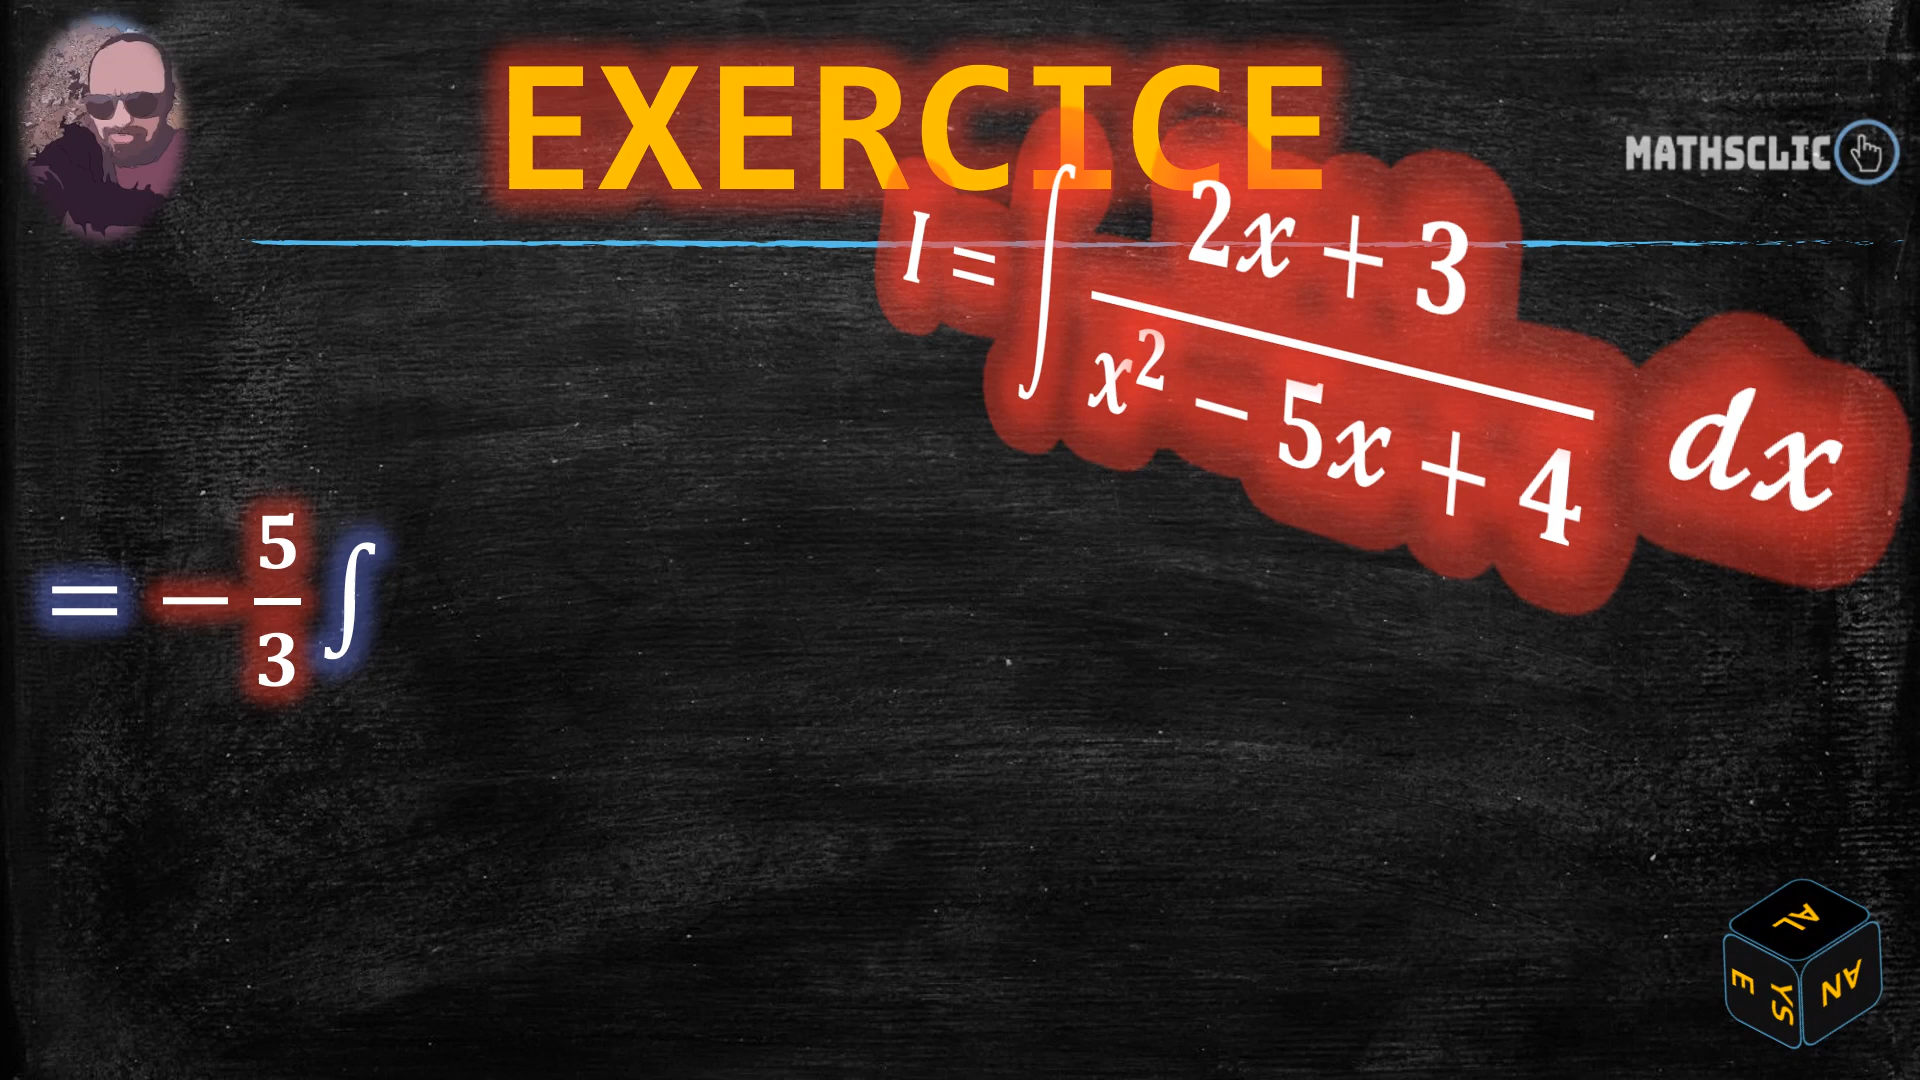 EXERCICE
MATHSCLIC
I = ∫ (2x + 3)/(x² − 5x + 4) dx
= − 5/3 ∫
AL
AN
YS
E